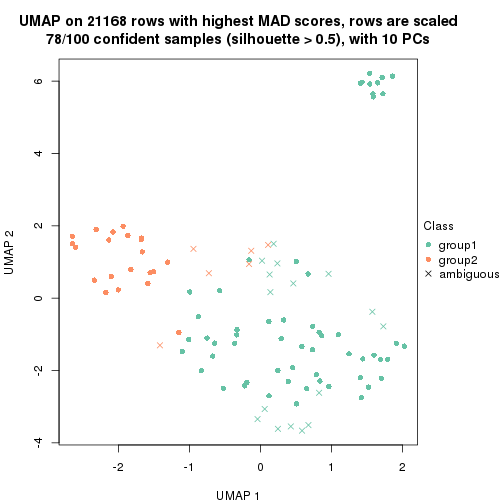 UMAP on 21168 rows with highest MAD scores, rows are scaled
78/100 confident samples (silhouette > 0.5), with 10 PCs
6
4
2
0
-2
-4
UMAP 2
-2
-1
0
1
2
UMAP 1
Class
group1
group2
ambiguous